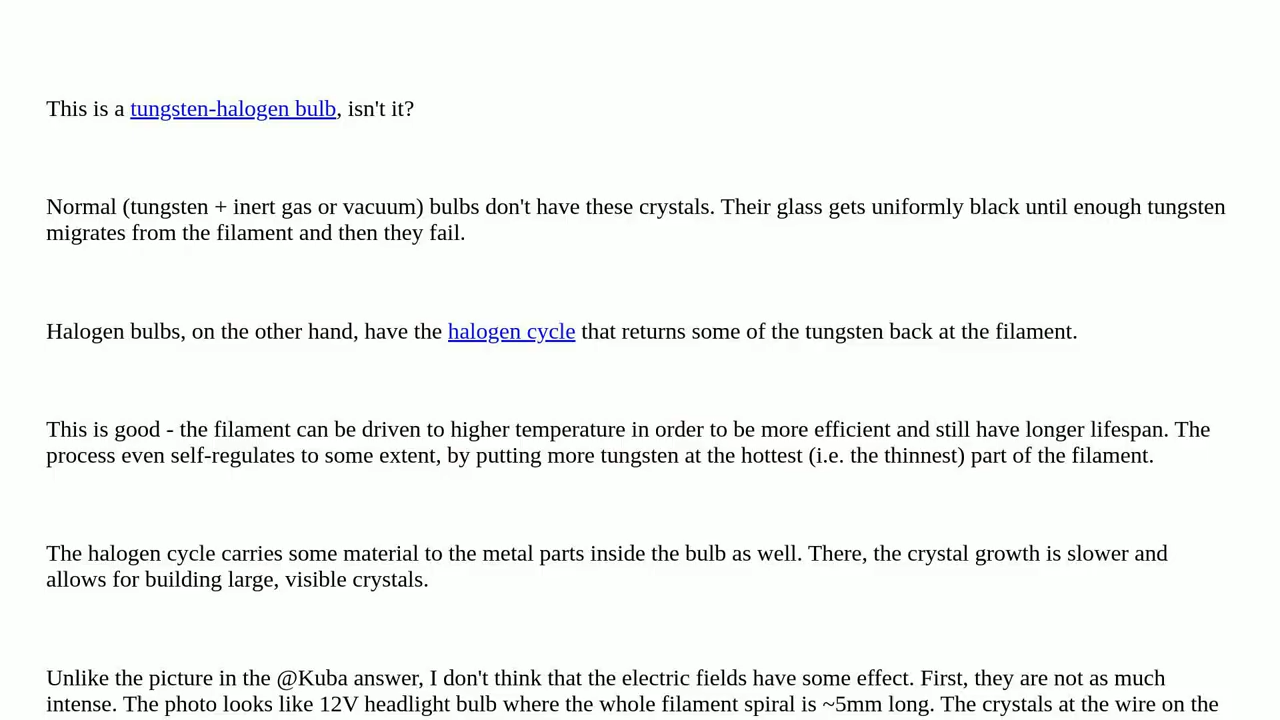 This is a tungsten-halogen bulb, isn't it?
Normal (tungsten + inert gas or vacuum) bulbs don't have these crystals. Their glass gets uniformly black until enough tungsten
migrates from the filament and then they fail.
Halogen bulbs, on the other hand, have the halogen cycle that returns some of the tungsten back at the filament.
This is good - the filament can be driven to higher temperature in order to be more efficient and still have longer lifespan. The
process even self-regulates to some extent, by putting more tungsten at the hottest (i.e. the thinnest) part of the filament.
The halogen cycle carries some material to the metal parts inside the bulb as well. There, the crystal growth is slower and
allows for building large, visible crystals.
Unlike the picture in the @Kuba answer, I don't think that the electric fields have some effect. First, they are not as much
intense. The photo looks like 12V headlight bulb where the whole filament spiral is ~5mm long. The crystals at the wire on the